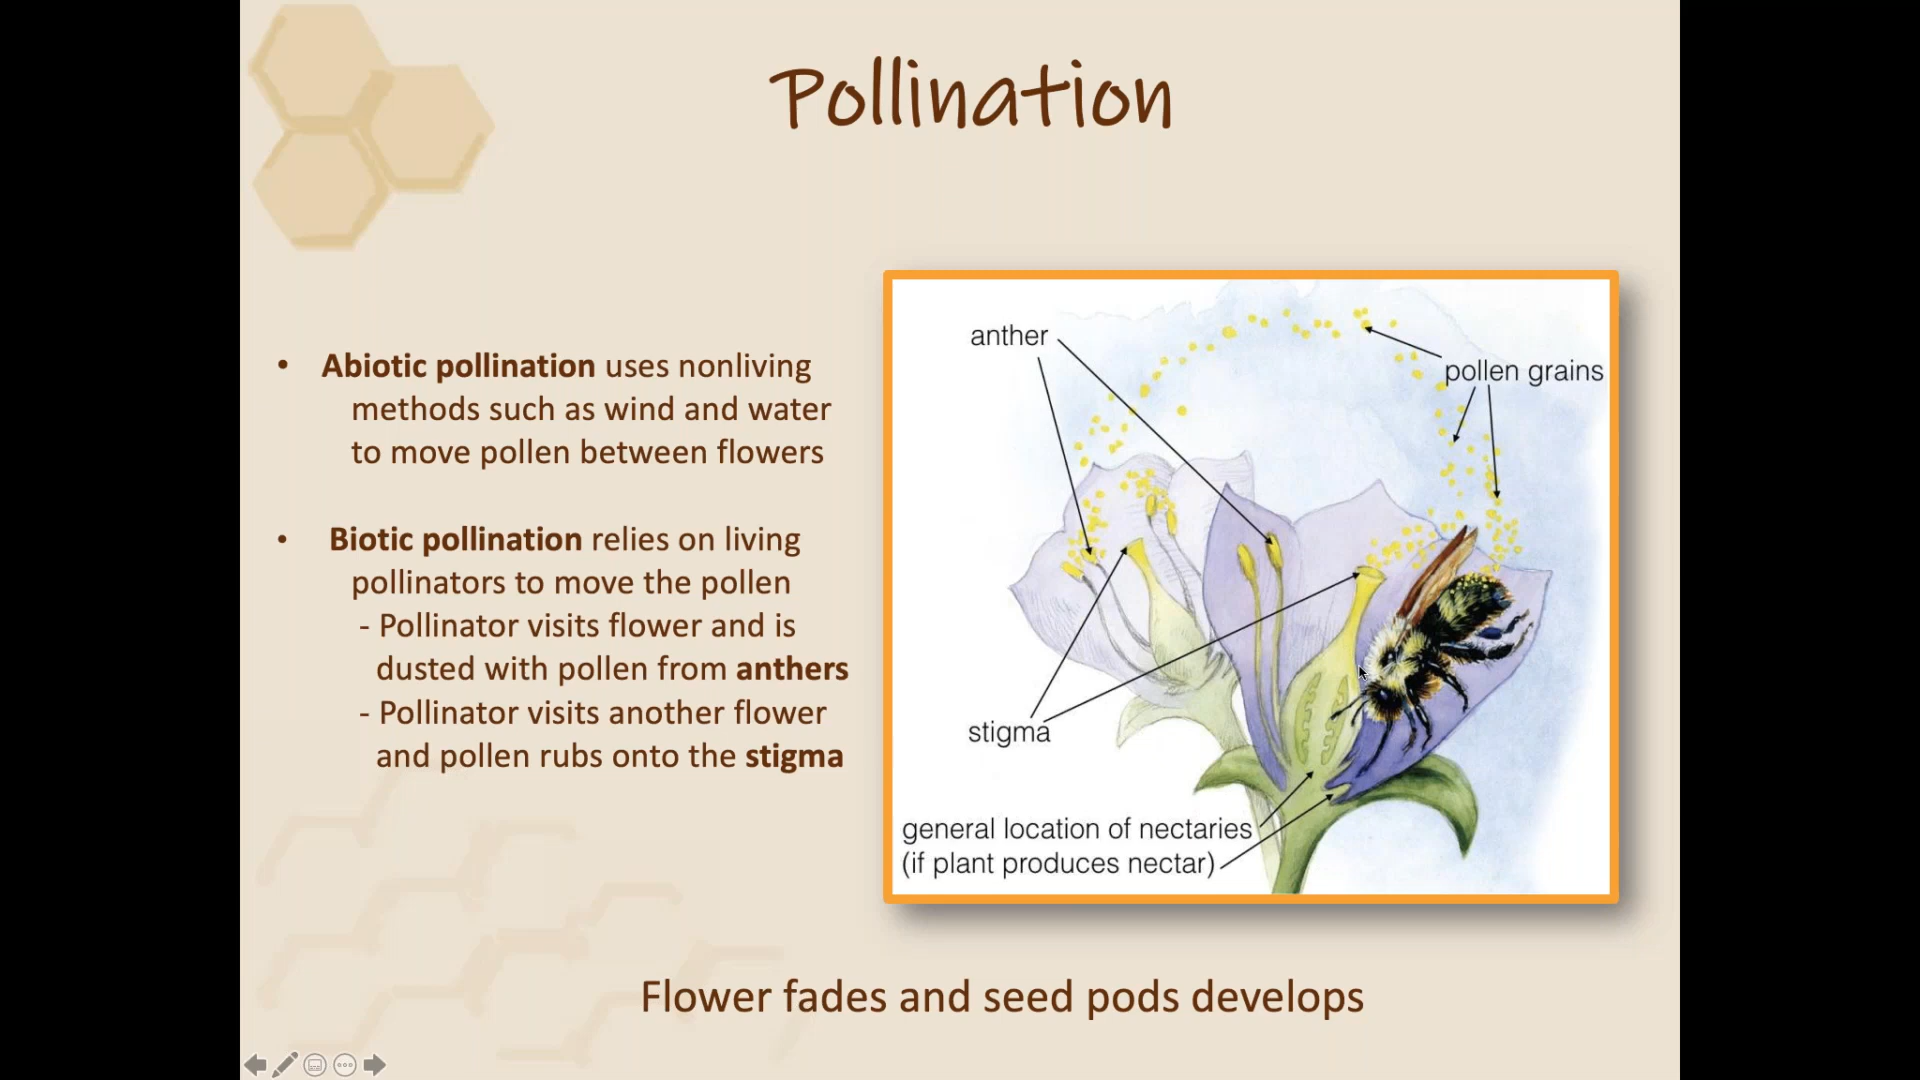 Pollination
• Abiotic pollination uses nonliving
methods such as wind and water
to move pollen between flowers
• Biotic pollination relies on living
pollinators to move the pollen
- Pollinator visits flower and is
dusted with pollen from anthers
- Pollinator visits another flower
and pollen rubs onto the stigma
anther
pollen grains
stigma
general location of nectaries
(if plant produces nectar)
Flower fades and seed pods develops